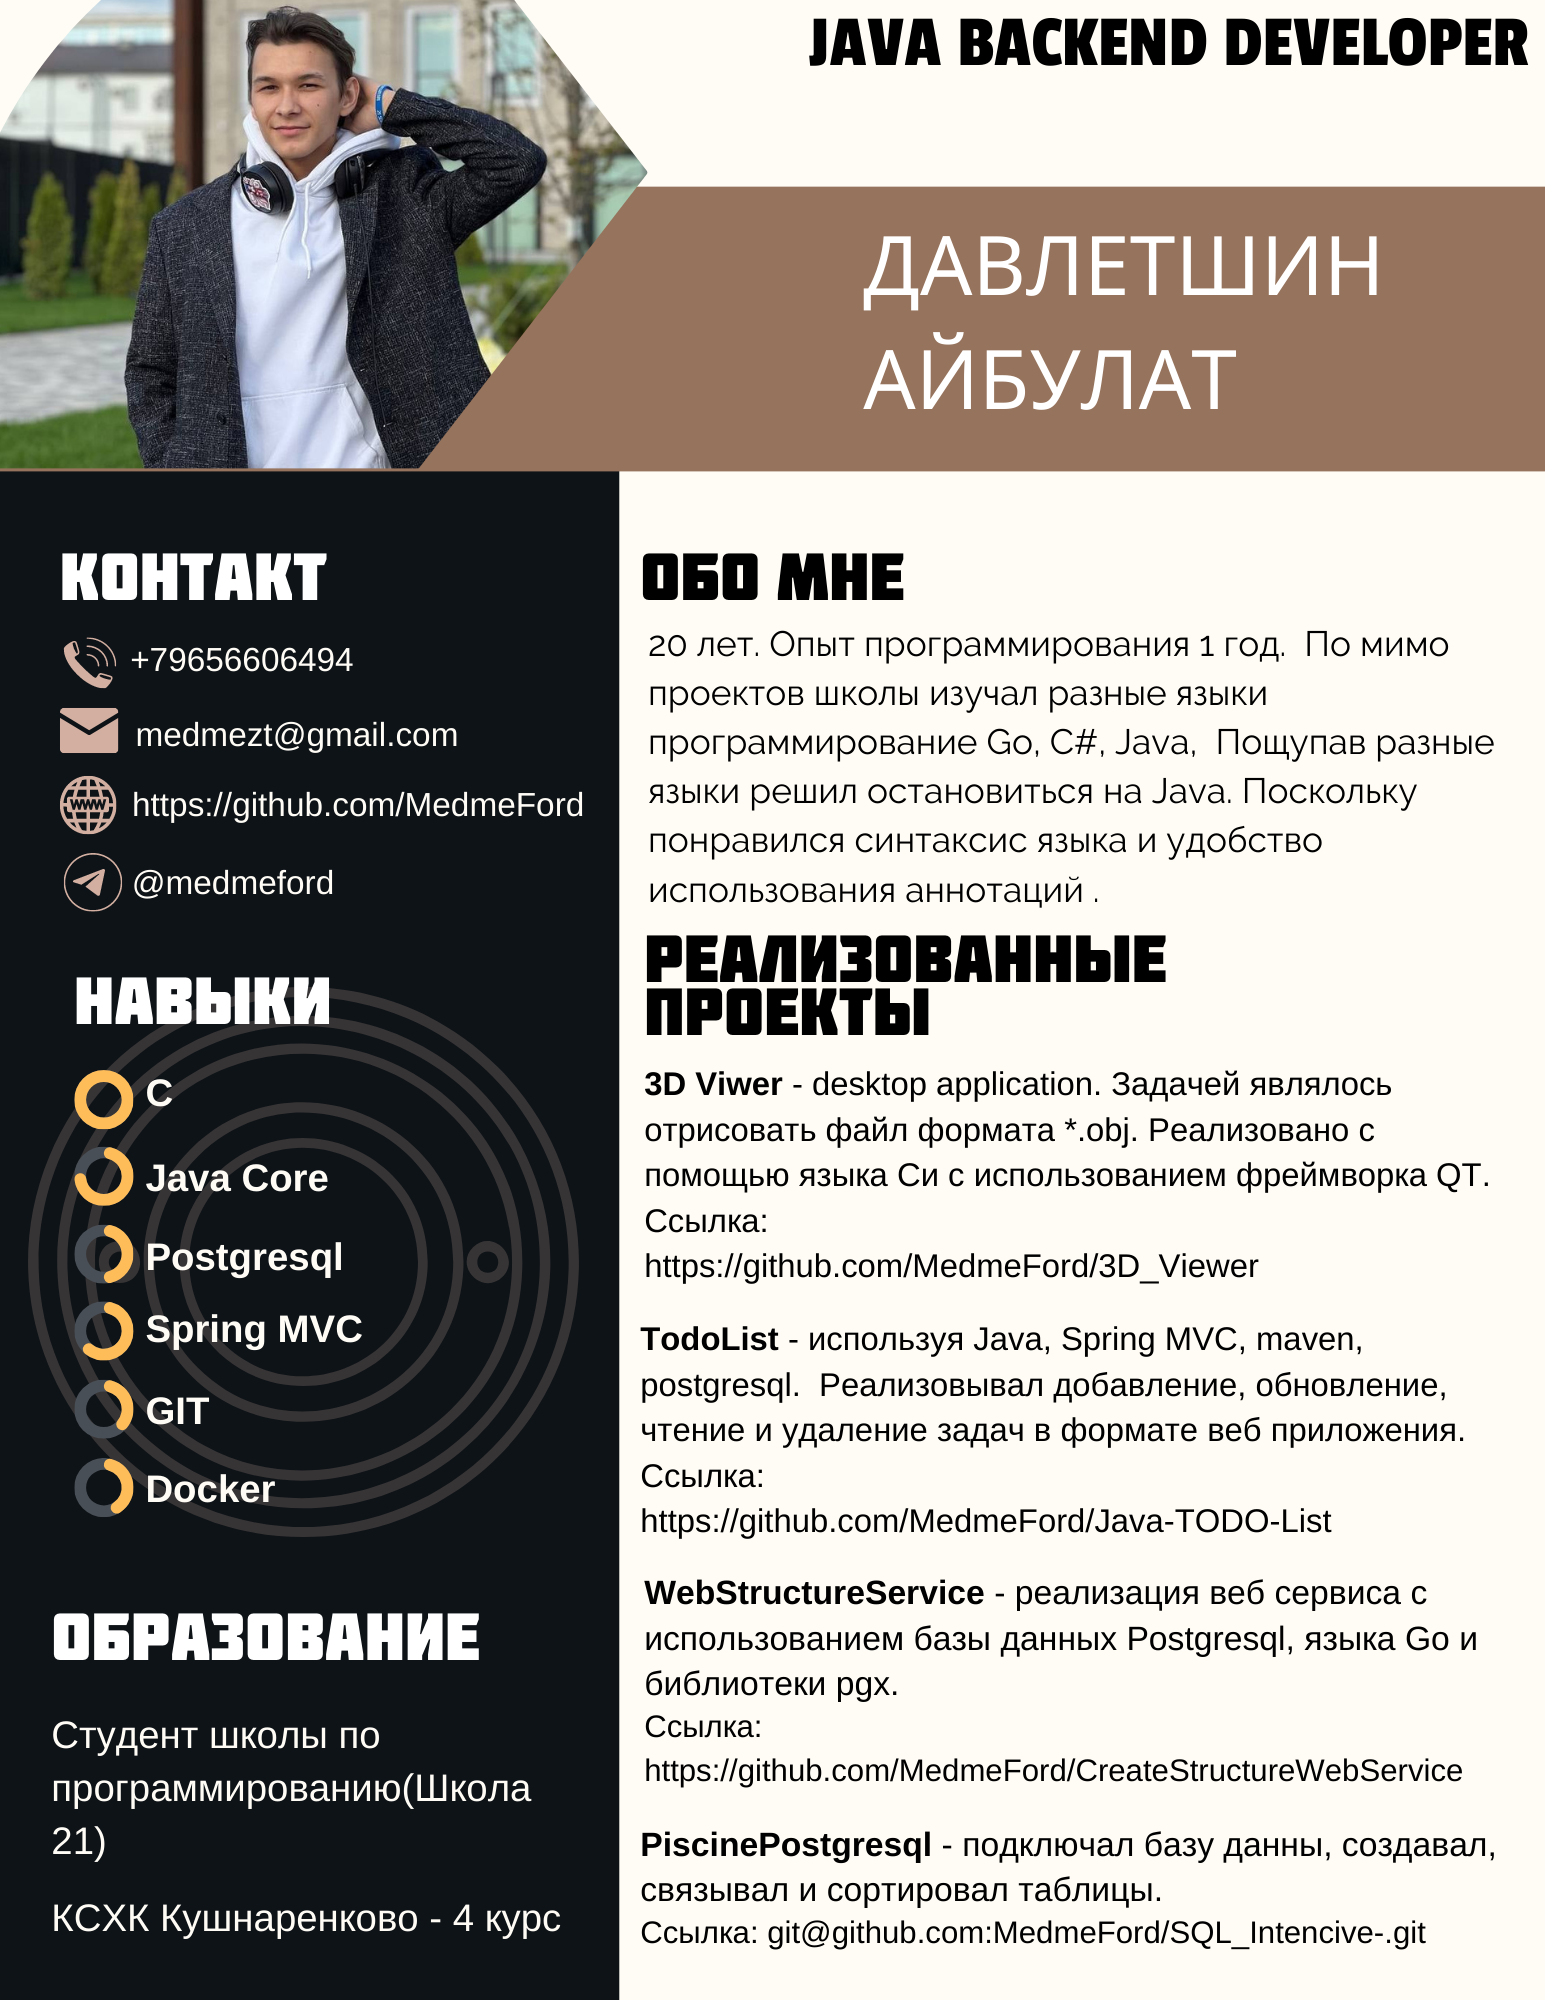 JAVA BACKEND DEVELOPER
ДАВЛЕТШИН
АЙБУЛАТ
КОНТАКТ
+79656606494
medmezt@gmail.com
WWW
https://github.com/MedmeFord
@medmeford
НАВЫКИ
C
Java Core
Postgresql
Spring MVC
GIT
Docker
ОБРАЗОВАНИЕ
Студент школы по
программированию(Школа
21)
КСХК Кушнаренково - 4 курс
ОБО МНЕ
20 лет. Опыт программирования 1 год.  По мимо
проектов школы изучал разные языки
программирование Go, C#, Java,  Пощупав разные
языки решил остановиться на Java. Поскольку
понравился синтаксис языка и удобство
использования аннотаций .
РЕАЛИЗОВАННЫЕ
ПРОЕКТЫ
3D Viwer - desktop application. Задачей являлось
отрисовать файл формата *.obj. Реализовано с
помощью языка Си с использованием фреймворка QT.
Ссылка:
https://github.com/MedmeFord/3D_Viewer
TodoList - используя Java, Spring MVC, maven,
postgresql.  Реализовывал добавление, обновление,
чтение и удаление задач в формате веб приложения.
Ссылка:
https://github.com/MedmeFord/Java-TODO-List
WebStructureService - реализация веб сервиса с
использованием базы данных Postgresql, языка Go и
библиотеки pgx.
Ссылка:
https://github.com/MedmeFord/CreateStructureWebService
PiscinePostgresql - подключал базу данны, создавал,
связывал и сортировал таблицы.
Ссылка: git@github.com:MedmeFord/SQL_Intencive-.git